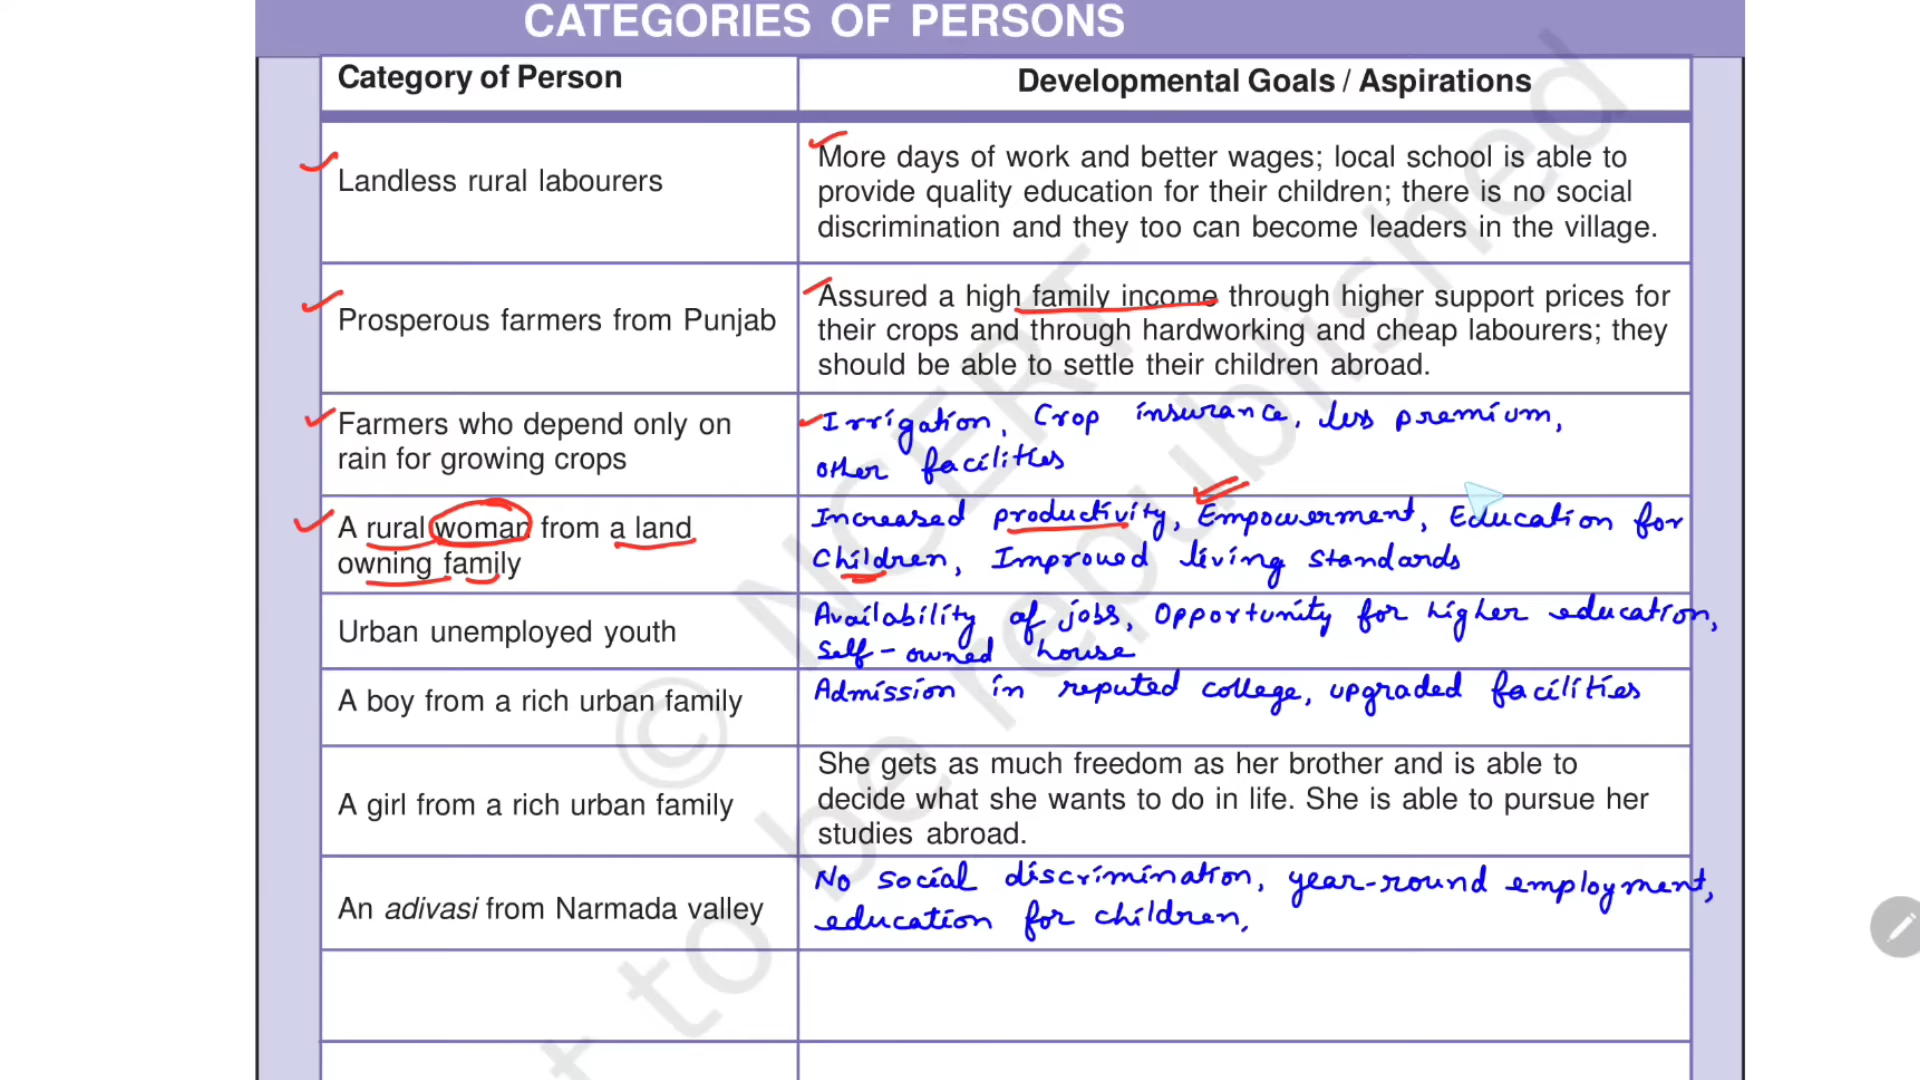 CATEGORIES OF PERSONS
Category of Person
Developmental Goals / Aspirations
Landless rural labourers
More days of work and better wages; local school is able to
provide quality education for their children; there is no social
discrimination and they too can become leaders in the village.
Prosperous farmers from Punjab
Assured a high family income through higher support prices for
their crops and through hardworking and cheap labourers; they
should be able to settle their children abroad.
Farmers who depend only on
rain for growing crops
Irrigation, Crop insurance, less premium,
other facilities
A rural woman from a land
owning family
Increased productivity, Empowerment, Education for
Children, Improved living standards
Urban unemployed youth
Availability of jobs, Opportunity for higher education,
Self-owned house
A boy from a rich urban family
Admission in reputed college, upgraded facilities
A girl from a rich urban family
She gets as much freedom as her brother and is able to
decide what she wants to do in life. She is able to pursue her
studies abroad.
An adivasi from Narmada valley
No social discrimination, year-round employment,
education for children,
© NCERT
t to be republished